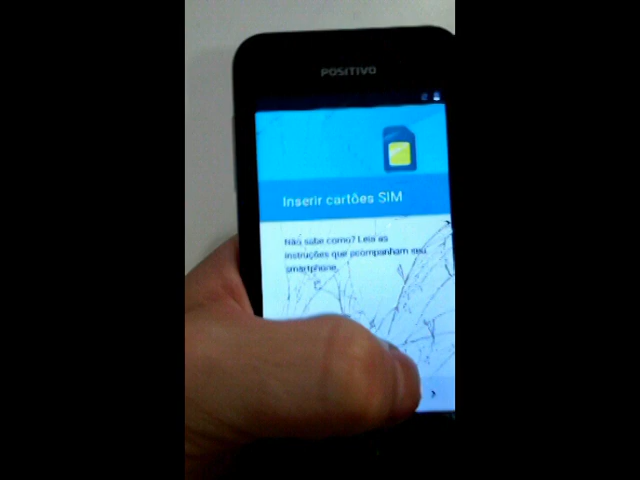 POSITIVO
Inserir cartões SIM
Não sabe como? Leia as
instruções que acompanham seu
smartphone.